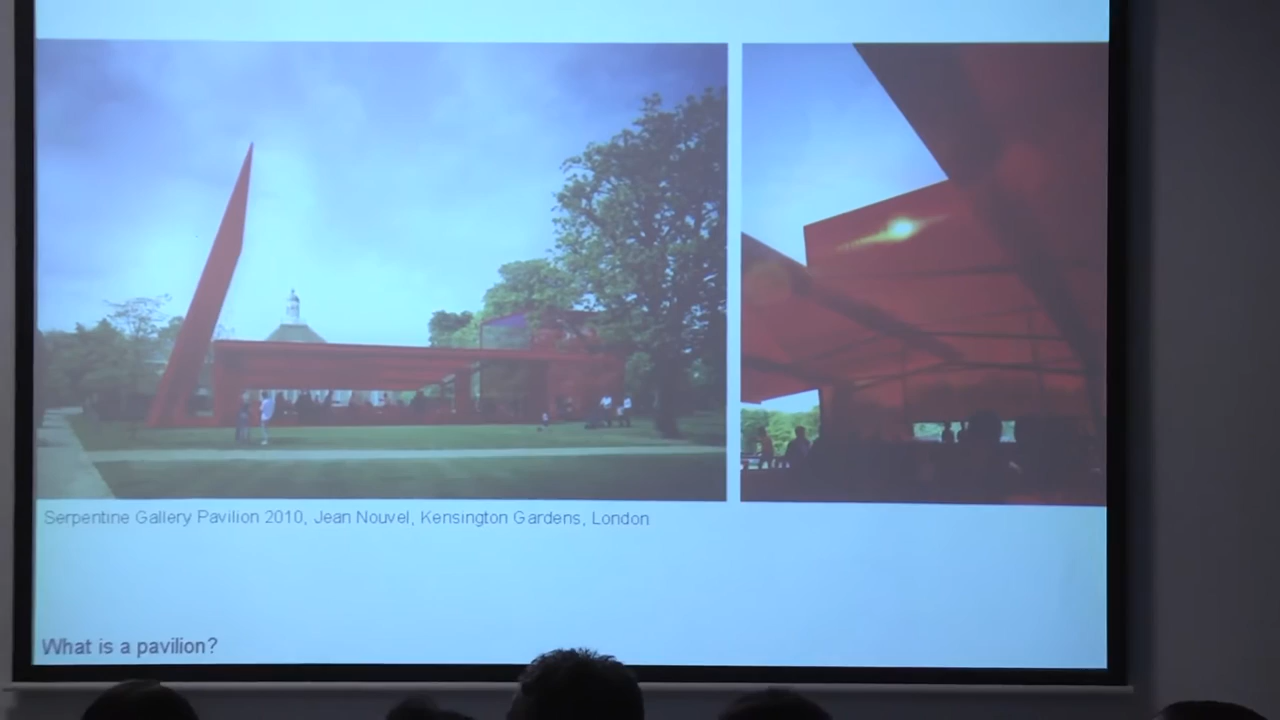 Serpentine Gallery Pavilion 2010, Jean Nouvel, Kensington Gardens, London
What is a pavilion?